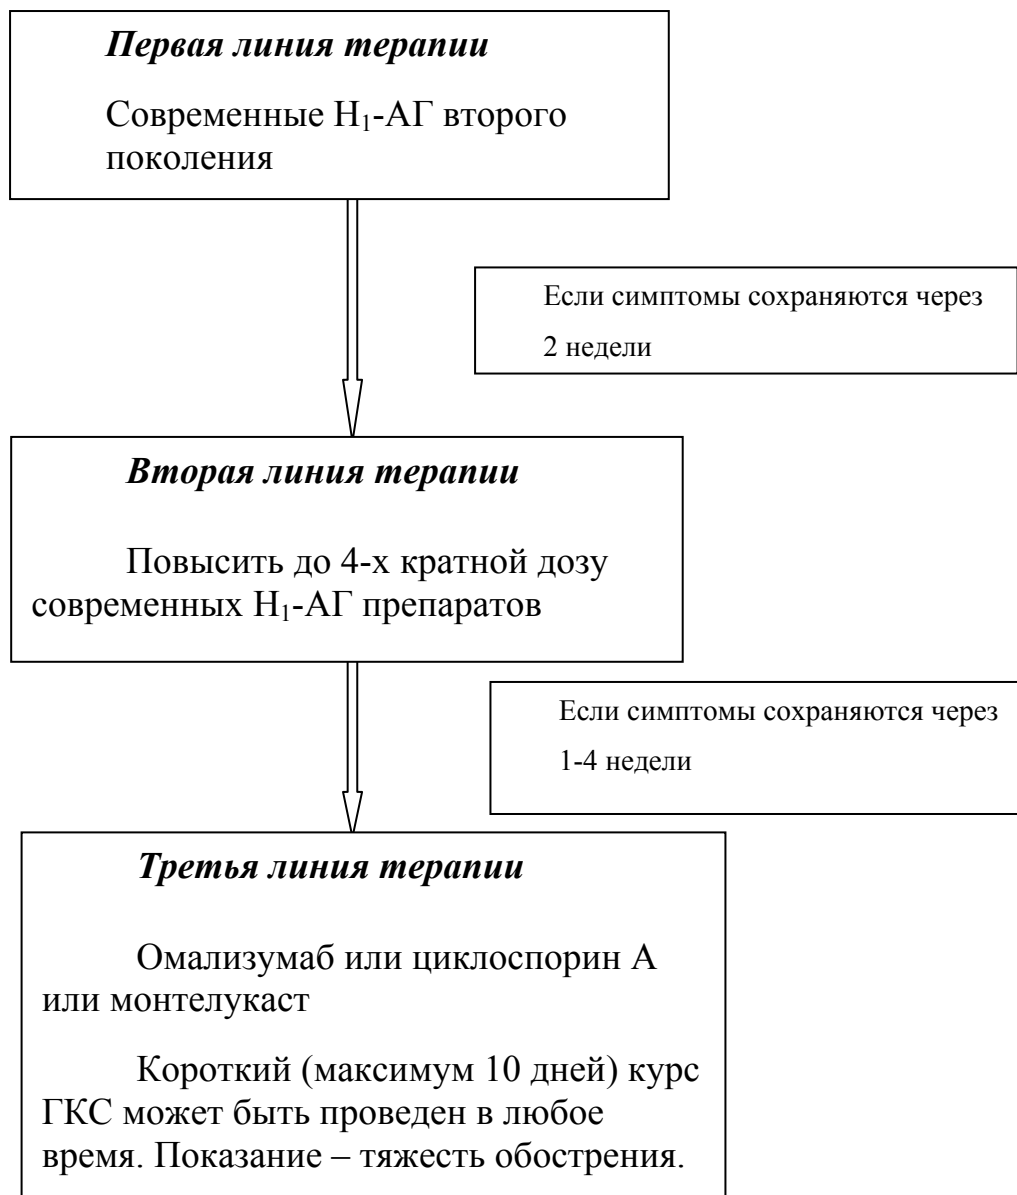 Первая линия терапии
Современные Н₁-АГ второго
поколения
Если симптомы сохраняются через
2 недели
Вторая линия терапии
Повысить до 4-х кратной дозу
современных Н₁-АГ препаратов
Если симптомы сохраняются через
1-4 недели
Третья линия терапии
Омализумаб или циклоспорин А
или монтелукаст
Короткий (максимум 10 дней) курс
ГКС может быть проведен в любое
время. Показание – тяжесть обострения.